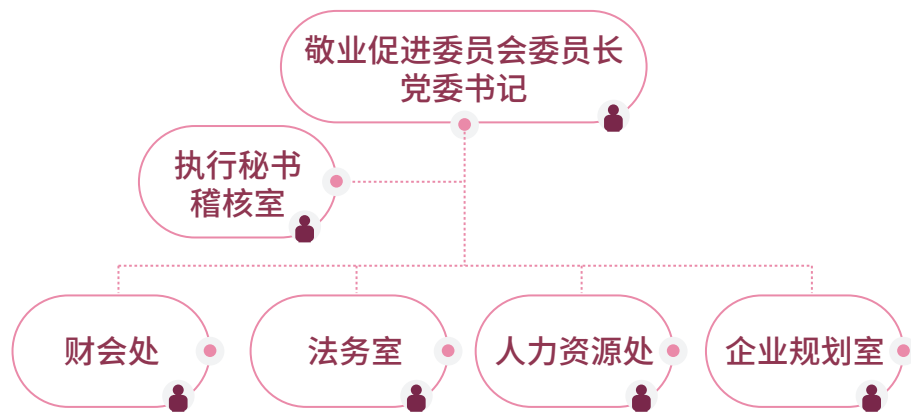 敬业促进委员会委员长
党委书记
执行秘书
稽核室
财会处
法务室
人力资源处
企业规划室